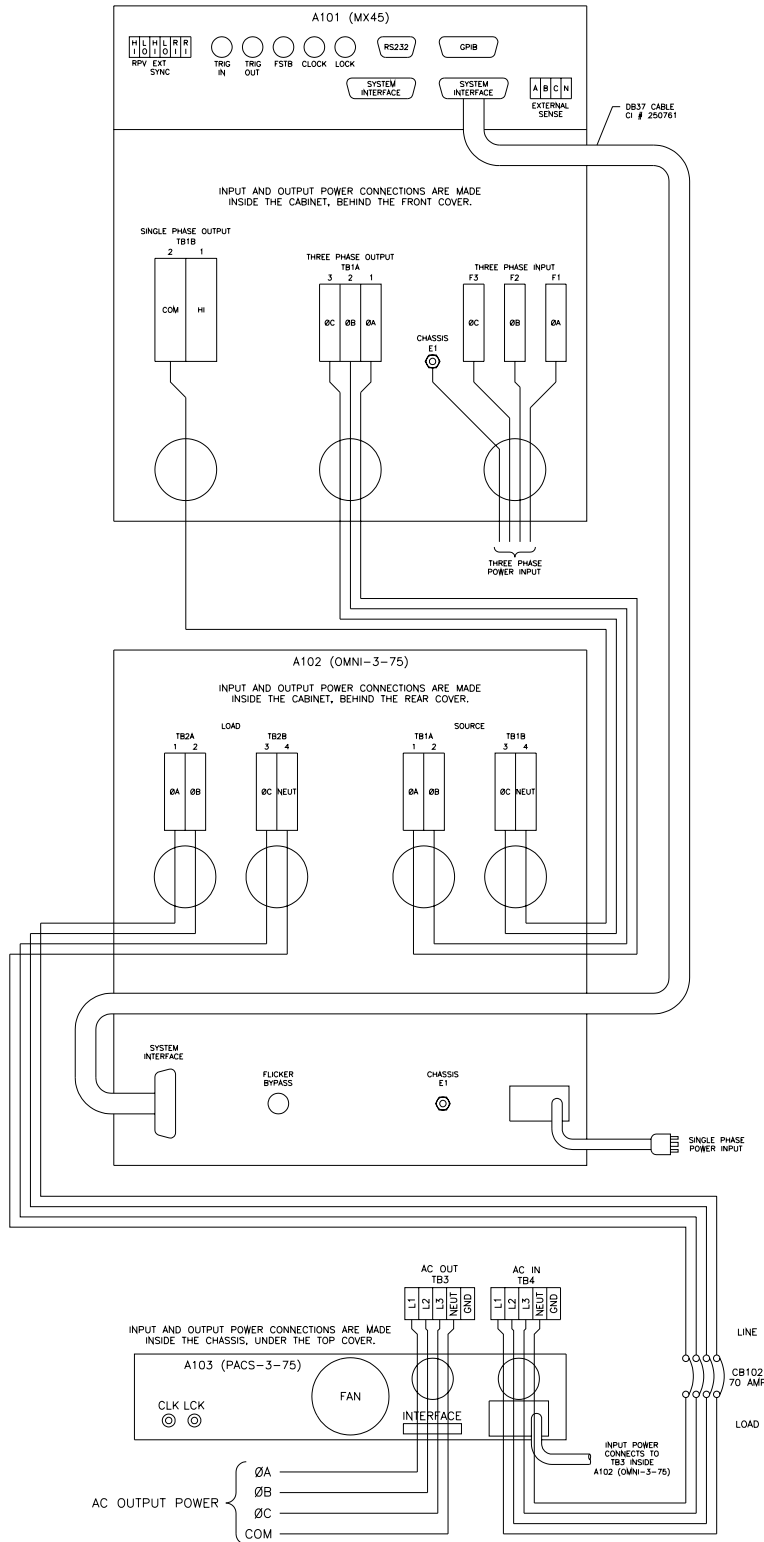 A101 (MX45)
HI LO HI LO RI RI
RPV EXT
SYNC
TRIG
IN
TRIG
OUT
FSTB
CLOCK
LOCK
RS232
GPIB
SYSTEM
INTERFACE
SYSTEM
INTERFACE
A B C N
EXTERNAL
SENSE
DB37 CABLE
CI # 250761
INPUT AND OUTPUT POWER CONNECTIONS ARE MADE
INSIDE THE CABINET, BEHIND THE FRONT COVER.
SINGLE PHASE OUTPUT
TB1B
2 1
COM HI
THREE PHASE OUTPUT
TB1A
3 2 1
ØC ØB ØA
CHASSIS
E1
THREE PHASE INPUT
F3 F2 F1
ØC ØB ØA
THREE PHASE
POWER INPUT
A102 (OMNI-3-75)
INPUT AND OUTPUT POWER CONNECTIONS ARE MADE
INSIDE THE CABINET, BEHIND THE REAR COVER.
LOAD
TB2A
1 2
ØA ØB
TB2B
3 4
ØC NEUT
SOURCE
TB1A
1 2
ØA ØB
TB1B
3 4
ØC NEUT
SYSTEM
INTERFACE
FLICKER
BYPASS
CHASSIS
E1
SINGLE PHASE
POWER INPUT
AC OUT
TB3
L1 L2 L3 NEUT GND
AC IN
TB4
L1 L2 L3 NEUT GND
INPUT AND OUTPUT POWER CONNECTIONS ARE MADE
INSIDE THE CHASSIS, UNDER THE TOP COVER.
A103 (PACS-3-75)
CLK LCK
FAN
INTERFACE
LINE
CB102
70 AMP
LOAD
INPUT POWER
CONNECTS TO
TB3 INSIDE
A102 (OMNI-3-75)
AC OUTPUT POWER
ØA
ØB
ØC
COM